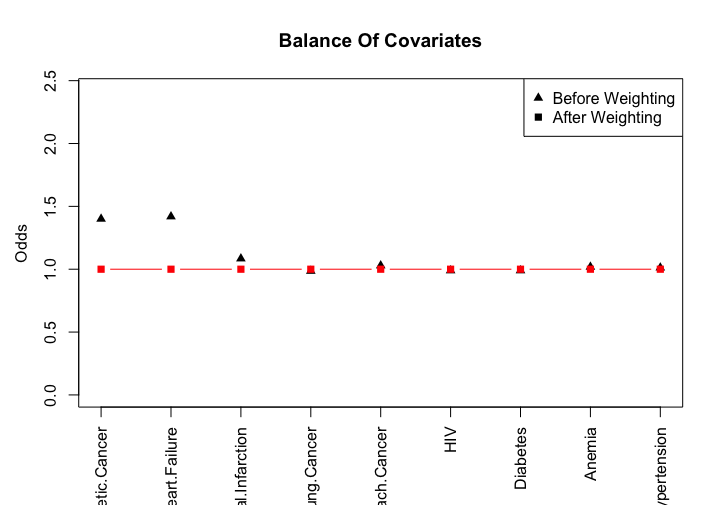 Balance Of Covariates
Before Weighting
After Weighting
Odds
2.5
2.0
1.5
1.0
0.5
0.0
etic.Cancer
eart.Failure
al.Infarction
ung.Cancer
ach.Cancer
HIV
Diabetes
Anemia
ypertension